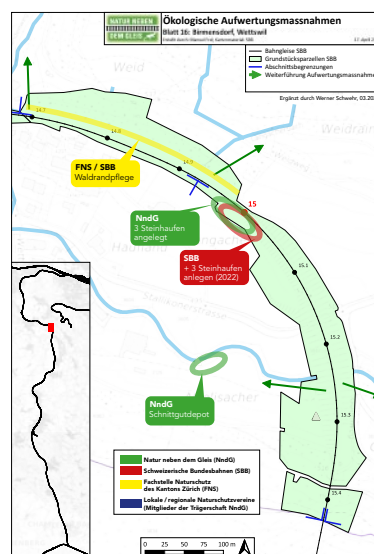 NATUR NEBEN
DEM GLEIS
Ökologische Aufwertungsmassnahmen
Blatt 16: Birmensdorf, Wettswil
17. April
Bahngleise SBB
Grundstücksparzellen SBB
Abschnittsbegrenzungen
Weiterführung Aufwertungsmassnahme
Ergänzt durch Werner Schwehr, 03.20
Weid
14.7
14.8
14.9
FNS / SBB
Waldrandpflege
NndG
3 Steinhaufen
angelegt
15
SBB
+ 3 Steinhaufen
anlegen (2022)
15.1
15.2
NndG
Schnittgutdepot
15.3
Natur neben dem Gleis (NndG)
Schweizerische Bundesbahnen (SBB)
Fachstelle Naturschutz
des Kantons Zürich (FNS)
Lokale / regionale Naturschutzvereine
(Mitglieder der Trägerschaft NndG)
15.4
0 25 50 100 m